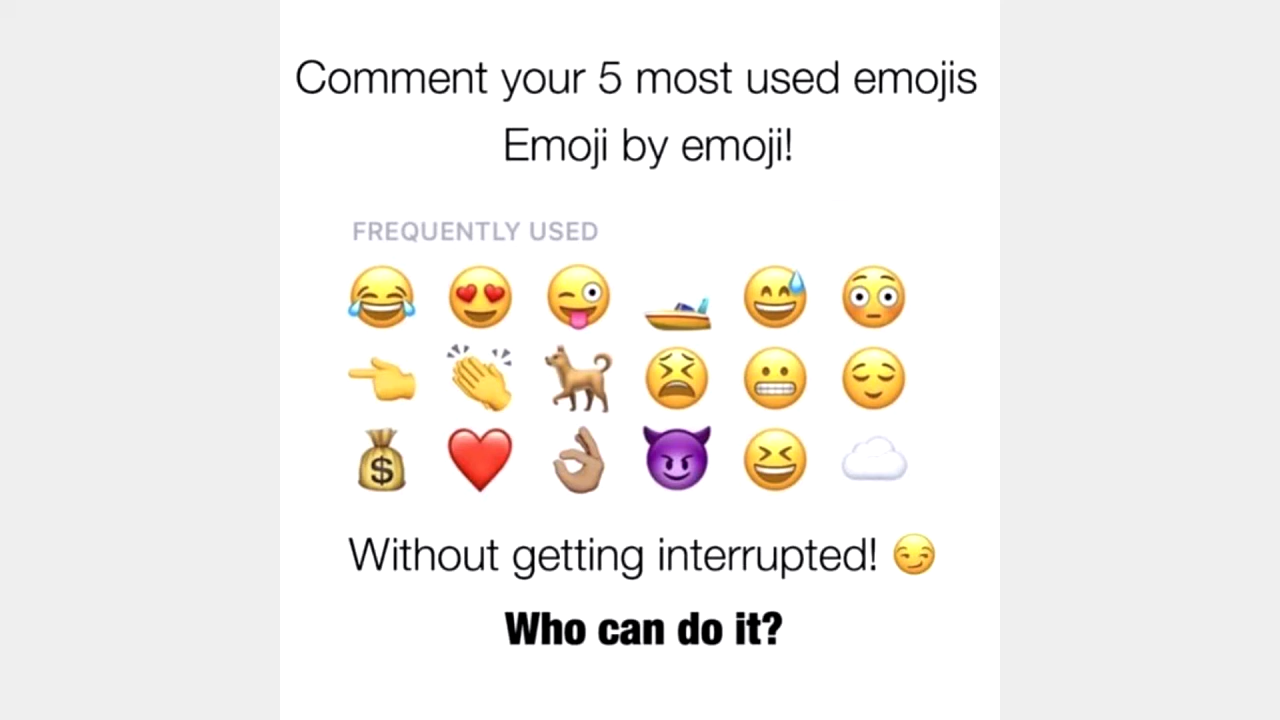 Comment your 5 most used emojis
Emoji by emoji!
FREQUENTLY USED
Without getting interrupted! 😏
Who can do it?